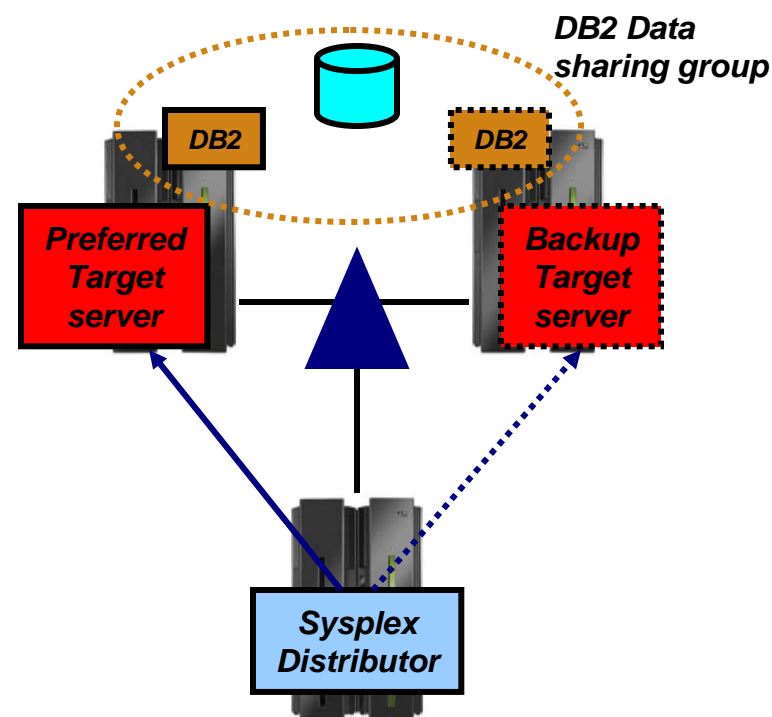 DB2 Data
sharing group
DB2
DB2
Preferred
Target
server
Backup
Target
server
Sysplex
Distributor